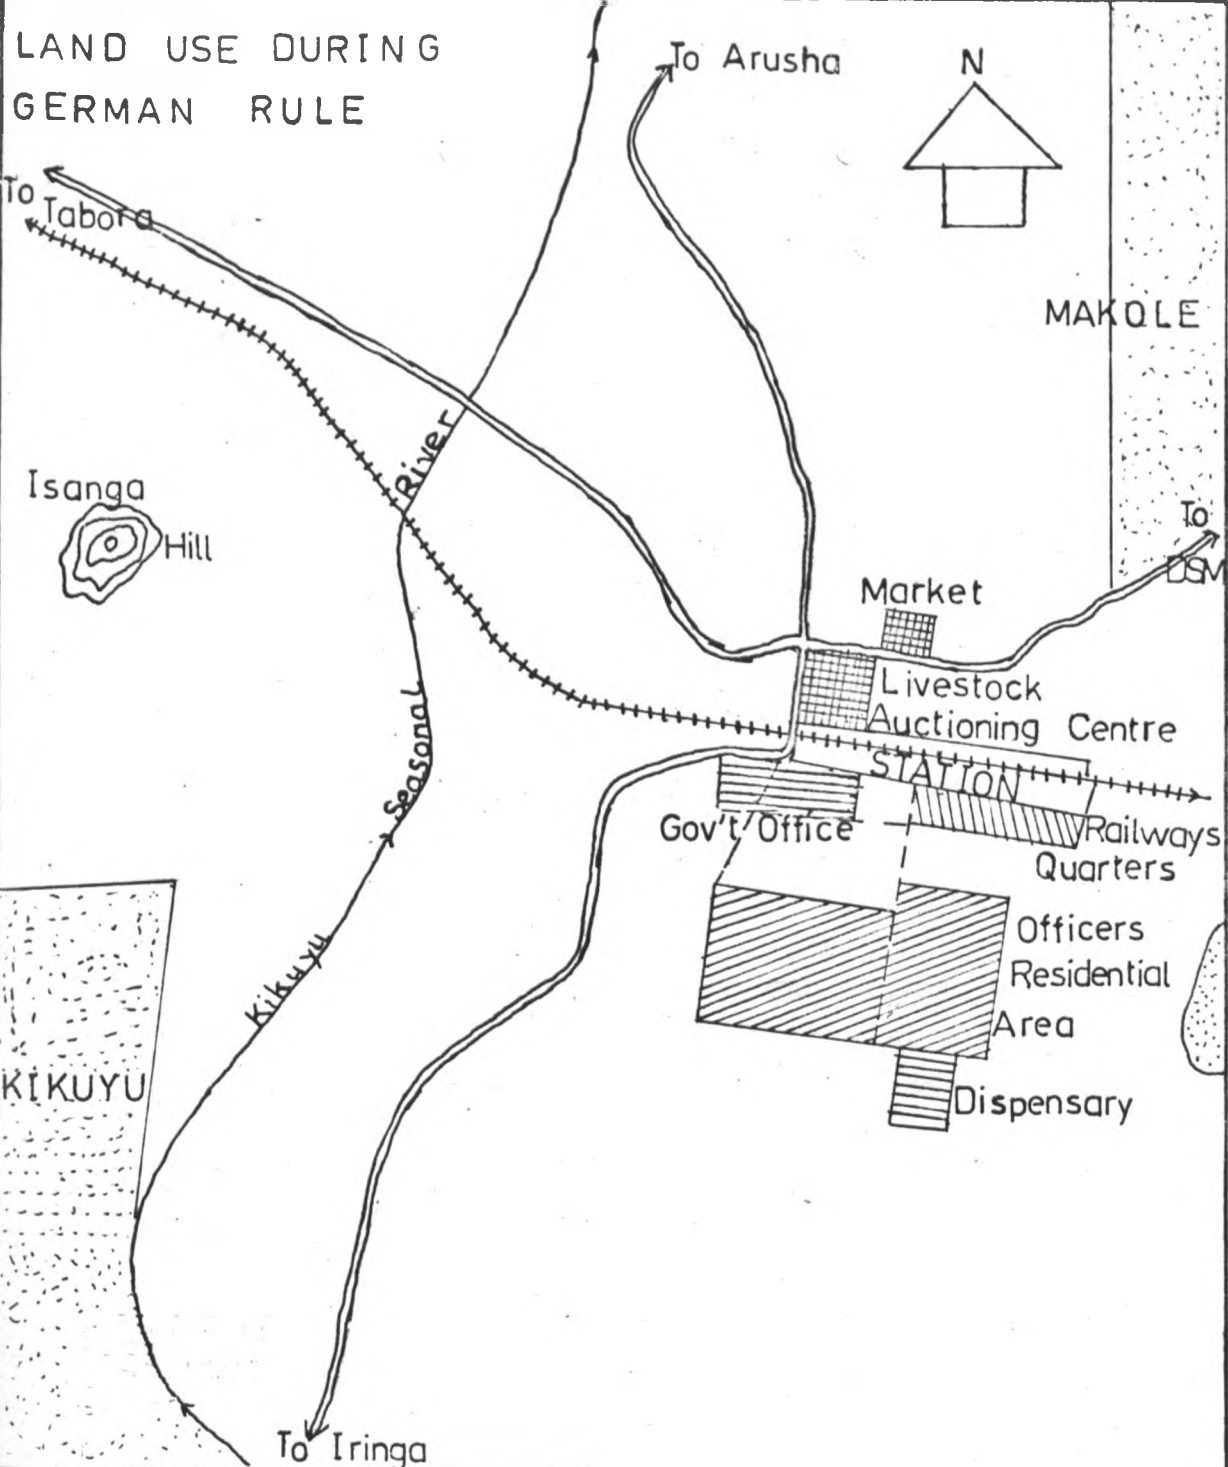 LAND USE DURING
GERMAN RULE
To Arusha
N
To
Tabora
MAKOLE
River
Isanga
Hill
To
DSM
Market
Livestock
Auctioning Centre
Seasonal
STATION
Gov't Office
Railways
Quarters
Officers
Residential
Area
Kikuyu
KIKUYU
Dispensary
To Iringa